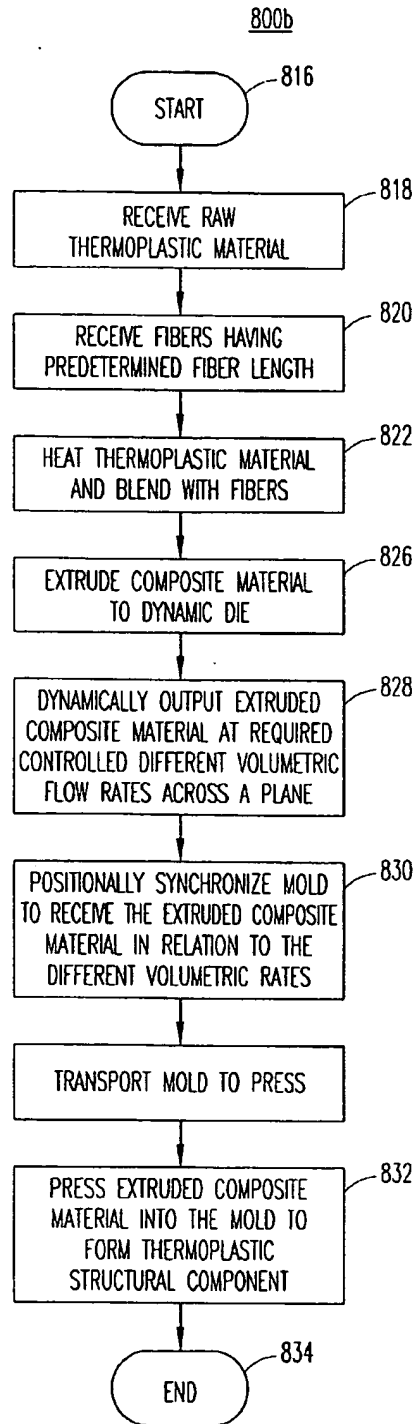 800b
START
816
RECEIVE RAW
THERMOPLASTIC MATERIAL
818
RECEIVE FIBERS HAVING
PREDETERMINED FIBER LENGTH
820
HEAT THERMOPLASTIC MATERIAL
AND BLEND WITH FIBERS
822
EXTRUDE COMPOSITE MATERIAL
TO DYNAMIC DIE
826
DYNAMICALLY OUTPUT EXTRUDED
COMPOSITE MATERIAL AT REQUIRED
CONTROLLED DIFFERENT VOLUMETRIC
FLOW RATES ACROSS A PLANE
828
POSITIONALLY SYNCHRONIZE MOLD
TO RECEIVE THE EXTRUDED COMPOSITE
MATERIAL IN RELATION TO THE
DIFFERENT VOLUMETRIC RATES
830
TRANSPORT MOLD TO PRESS
PRESS EXTRUDED COMPOSITE
MATERIAL INTO THE MOLD TO
FORM THERMOPLASTIC
STRUCTURAL COMPONENT
832
END
834